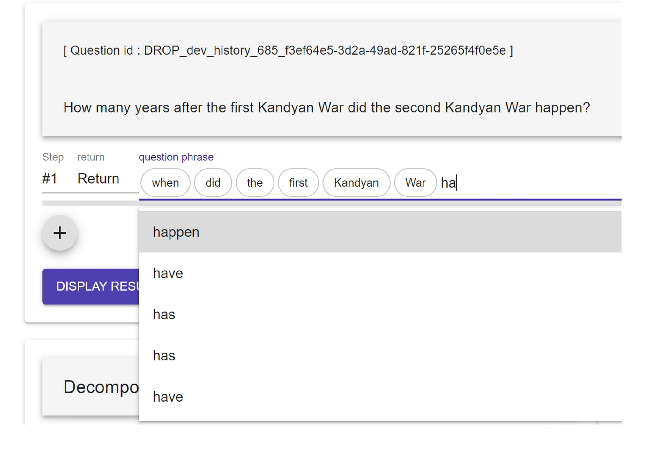 [ Question id : DROP_dev_history_685_f3ef64e5-3d2a-49ad-821f-25265f4f0e5e ]
How many years after the first Kandyan War did the second Kandyan War happen?
Step return question phrase
#1 Return when did the first Kandyan War ha
+
happen
have
DISPLAY RESU
has
has
Decompo
have